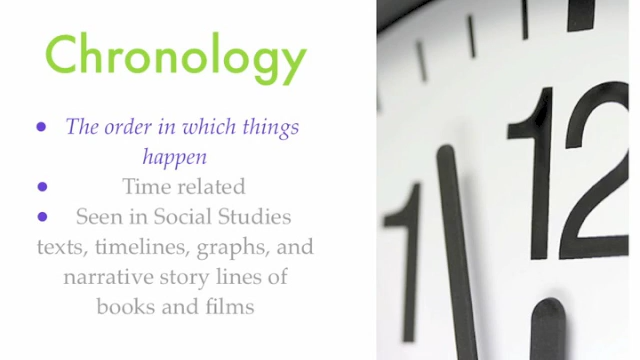 Chronology
• The order in which things
happen
• Time related
• Seen in Social Studies
texts, timelines, graphs, and
narrative story lines of
books and films
12
1